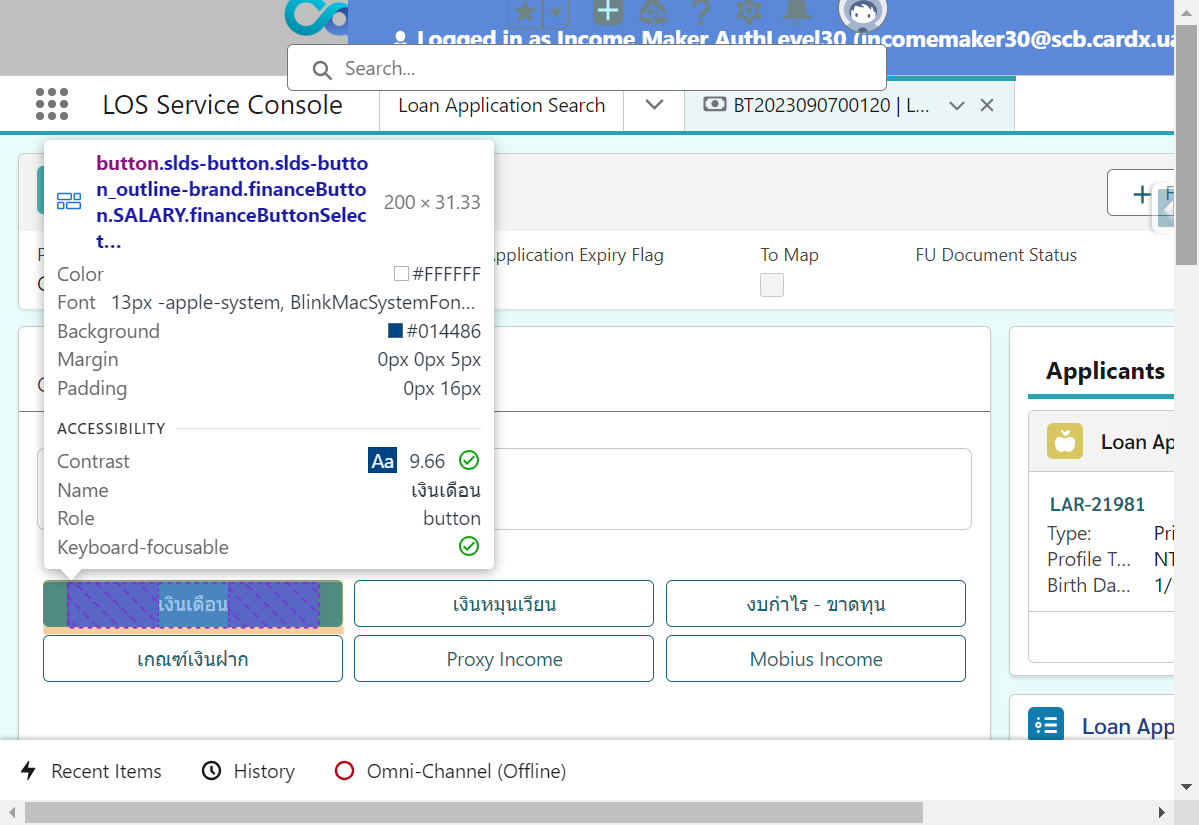 Logged in as Income Maker AuthLevel30 (incomemaker30@scb.cardx.ua
Search...
LOS Service Console
Loan Application Search
BT2023090700120 | L...
button.slds-button.slds-butto
n_outline-brand.financeButto
n.SALARY.financeButtonSelec
t...
200 × 31.33
Color #FFFFFF
Font 13px -apple-system, BlinkMacSystemFon...
Background #014486
Margin 0px 0px 5px
Padding 0px 16px
ACCESSIBILITY
Contrast Aa 9.66
Name เงินเดือน
Role button
Keyboard-focusable
Application Expiry Flag
To Map
FU Document Status
Applicants
Loan Ap
LAR-21981
Type: Pri
Profile T... NT
Birth Da... 1/
เงินเดือน
เงินหมุนเวียน
งบกำไร - ขาดทุน
เกณฑ์เงินฝาก
Proxy Income
Mobius Income
Loan App
Recent Items
History
Omni-Channel (Offline)